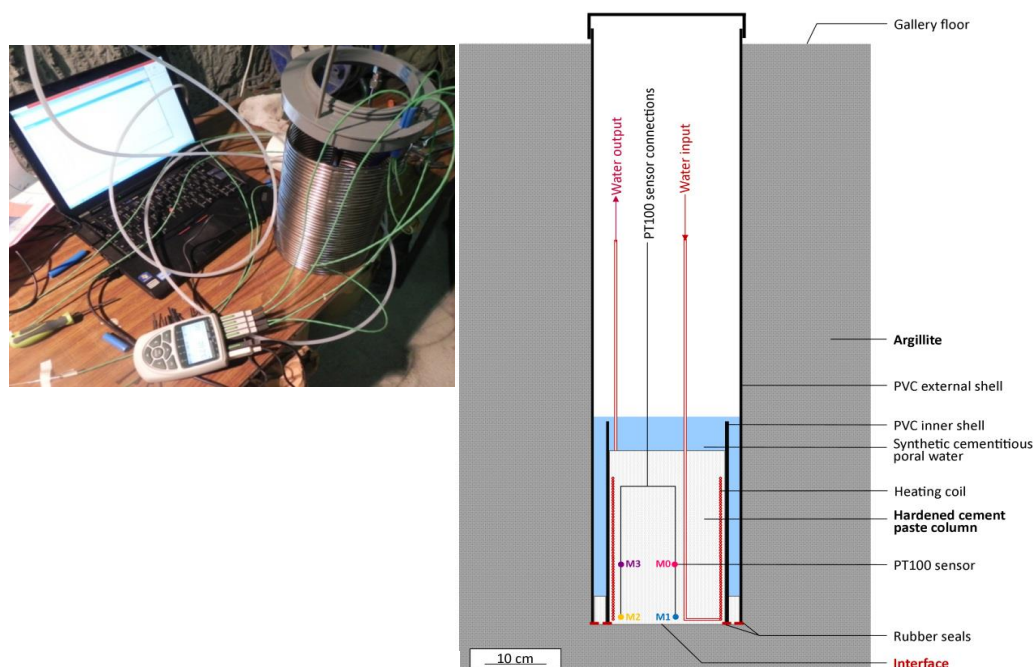 Gallery floor
Water output
PT100 sensor connections
Water input
Argillite
PVC external shell
PVC inner shell
Synthetic cementitious
poral water
Heating coil
Hardened cement
paste column
M3
M0
PT100 sensor
M2
M1
Rubber seals
10 cm
Interface